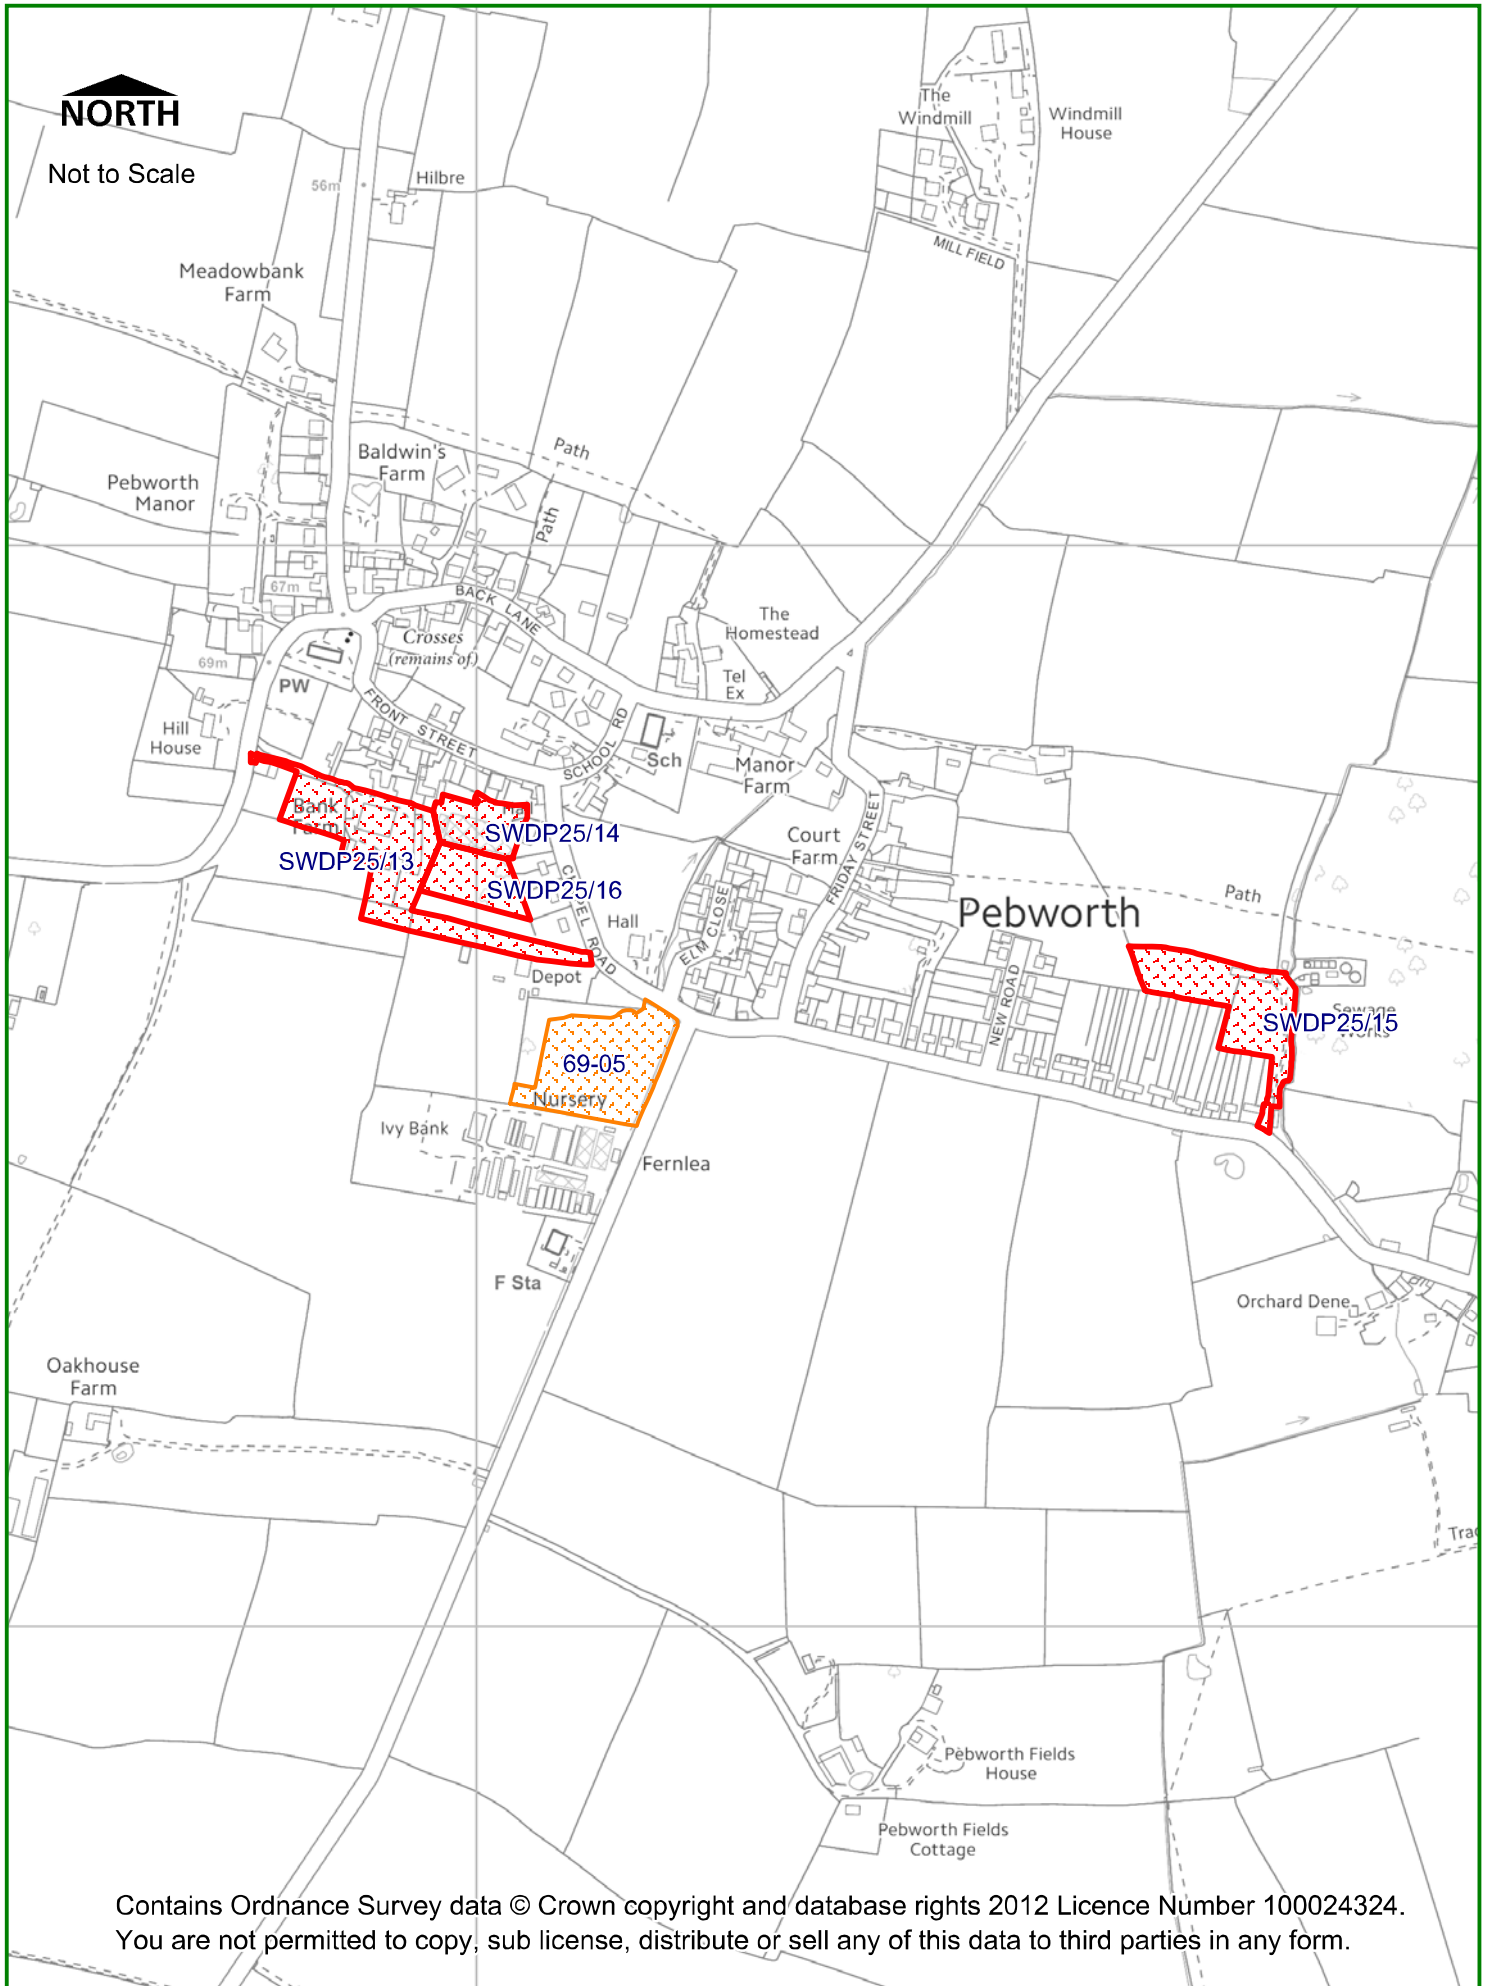 NORTH
Not to Scale
The
Windmill
Windmill
House
MILL FIELD
56m
Hilbre
Meadowbank
Farm
Baldwin's
Farm
Path
Path
Pebworth
Manor
67m
BACK LANE
Crosses
(remains of)
The
Homestead
69m
PW
Tel
Ex
Hill
House
FRONT STREET
SCHOOL RD
Sch
Manor
Farm
Bank
Farm
Hall
SWDP25/14
SWDP25/13
SWDP25/16
CHAPEL ROAD
Court
Farm
FRIDAY STREET
Path
Pebworth
Hall
ELM CLOSE
Depot
NEW ROAD
Sewage
Works
SWDP25/15
69-05
Nursery
Ivy Bank
Fernlea
F Sta
Orchard Dene
Oakhouse
Farm
Pebworth Fields
House
Pebworth Fields
Cottage
Contains Ordnance Survey data © Crown copyright and database rights 2012 Licence Number 100024324.
You are not permitted to copy, sub license, distribute or sell any of this data to third parties in any form.